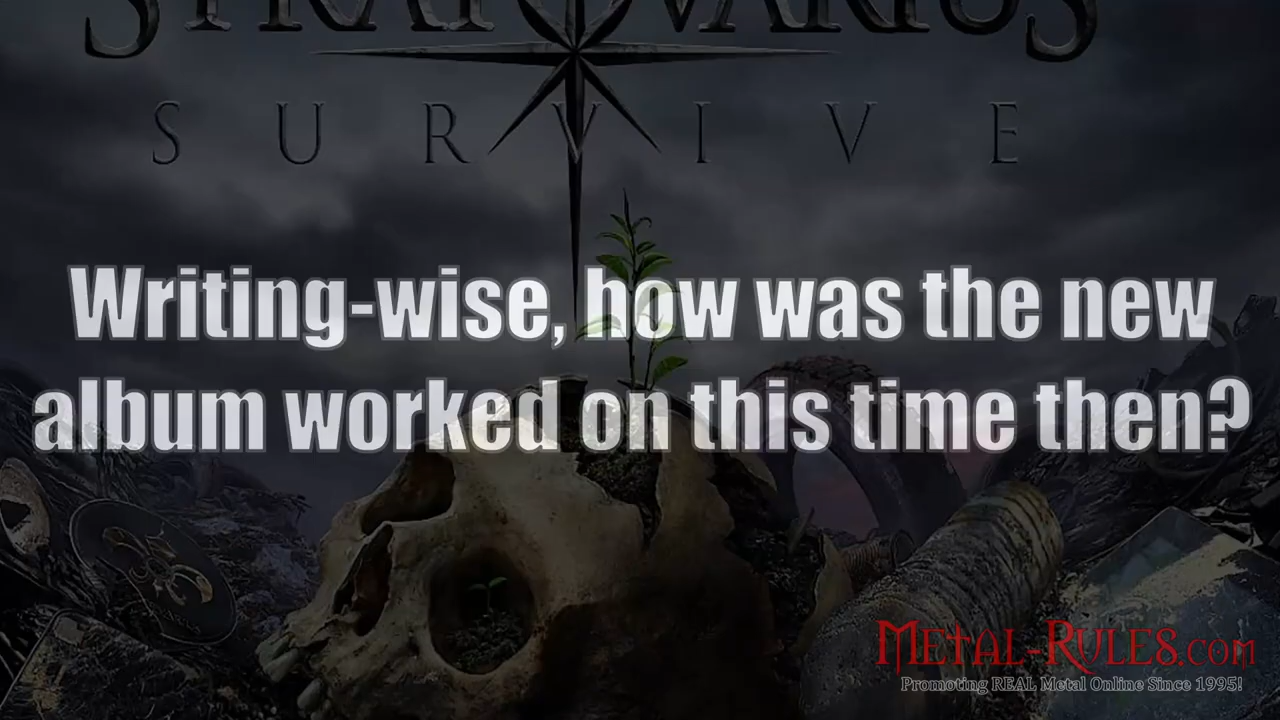 STRATOVARIUS
SURVIVE
Writing-wise, how was the new
album worked on this time then?
METAL-RULES.COM
Promoting REAL Metal Online Since 1995!